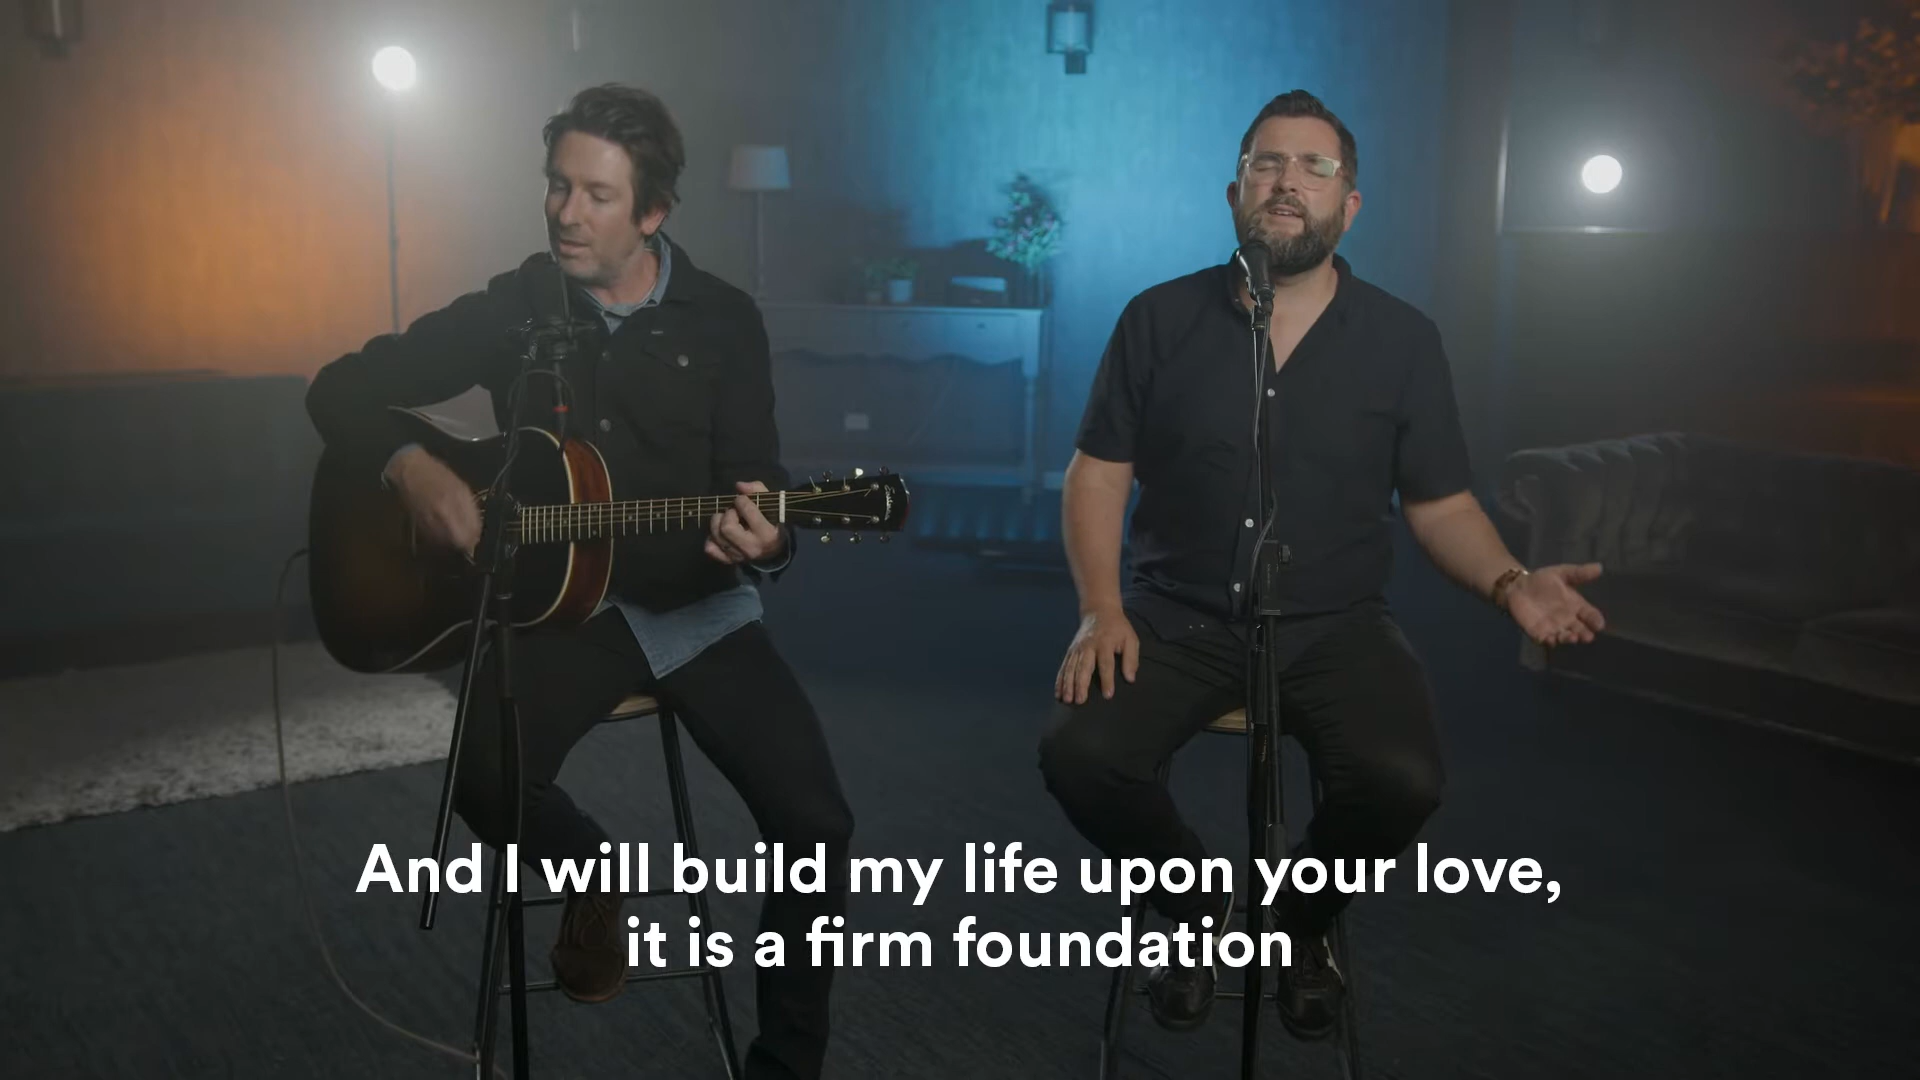 And I will build my life upon your love,
it is a firm foundation